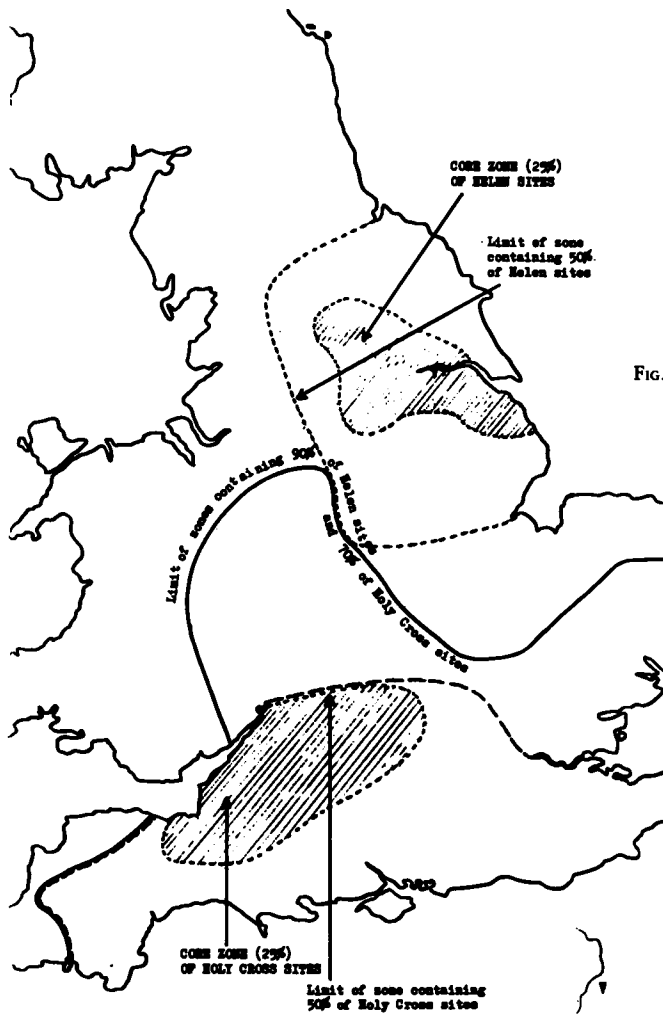 CORE ZONE (25%)
OF HELEN SITES
Limit of zone
containing 50%
of Helen sites
FIG.
Limit of zones containing 90% of Helen sites
and 70% of Holy Cross sites
CORE ZONE (25%)
OF HOLY CROSS SITES
Limit of zone containing
50% of Holy Cross sites